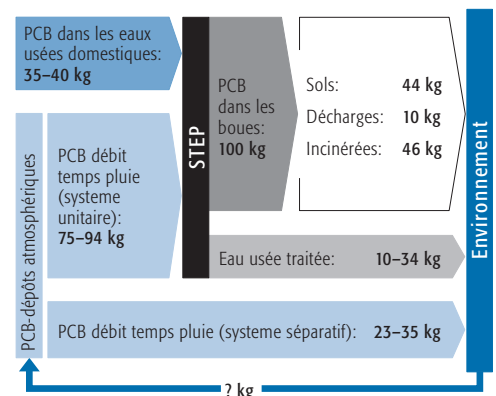 PCB dans les eaux
usées domestiques:
35–40 kg
PCB-dépôts atmosphériques
PCB débit
temps pluie
(systeme
unitaire):
75–94 kg
STEP
PCB
dans les
boues:
100 kg
Sols: 44 kg
Décharges: 10 kg
Incinérées: 46 kg
Eau usée traitée: 10–34 kg
PCB débit temps pluie (systeme séparatif): 23–35 kg
Environnement
? kg